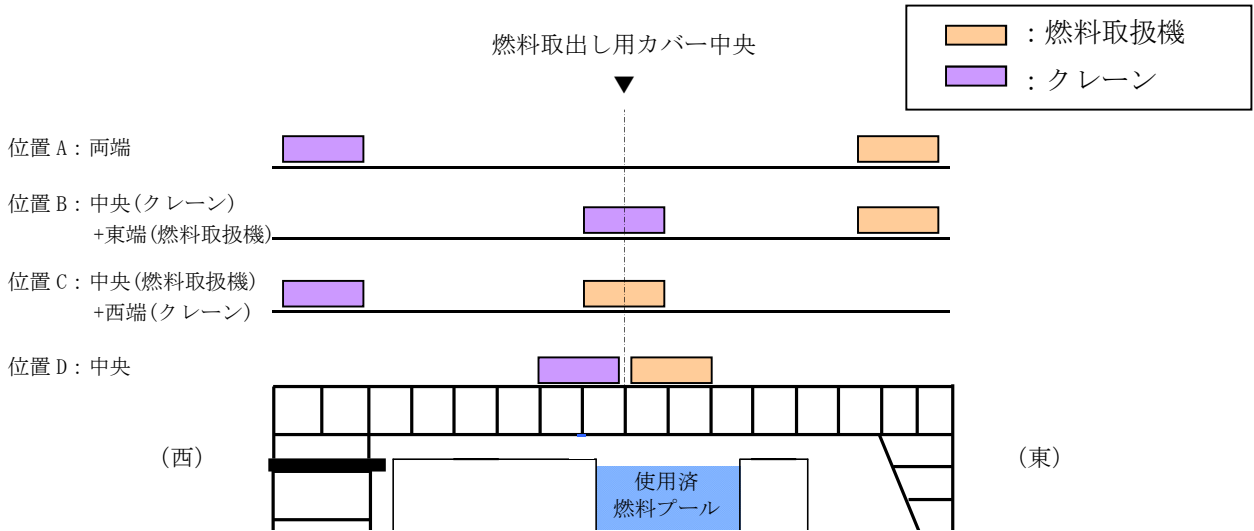 燃料取出し用カバー中央
：燃料取扱機
：クレーン
位置A：両端
位置B：中央(クレーン)
+東端(燃料取扱機)
位置C：中央(燃料取扱機)
+西端(クレーン)
位置D：中央
(西)
(東)
使用済
燃料プール